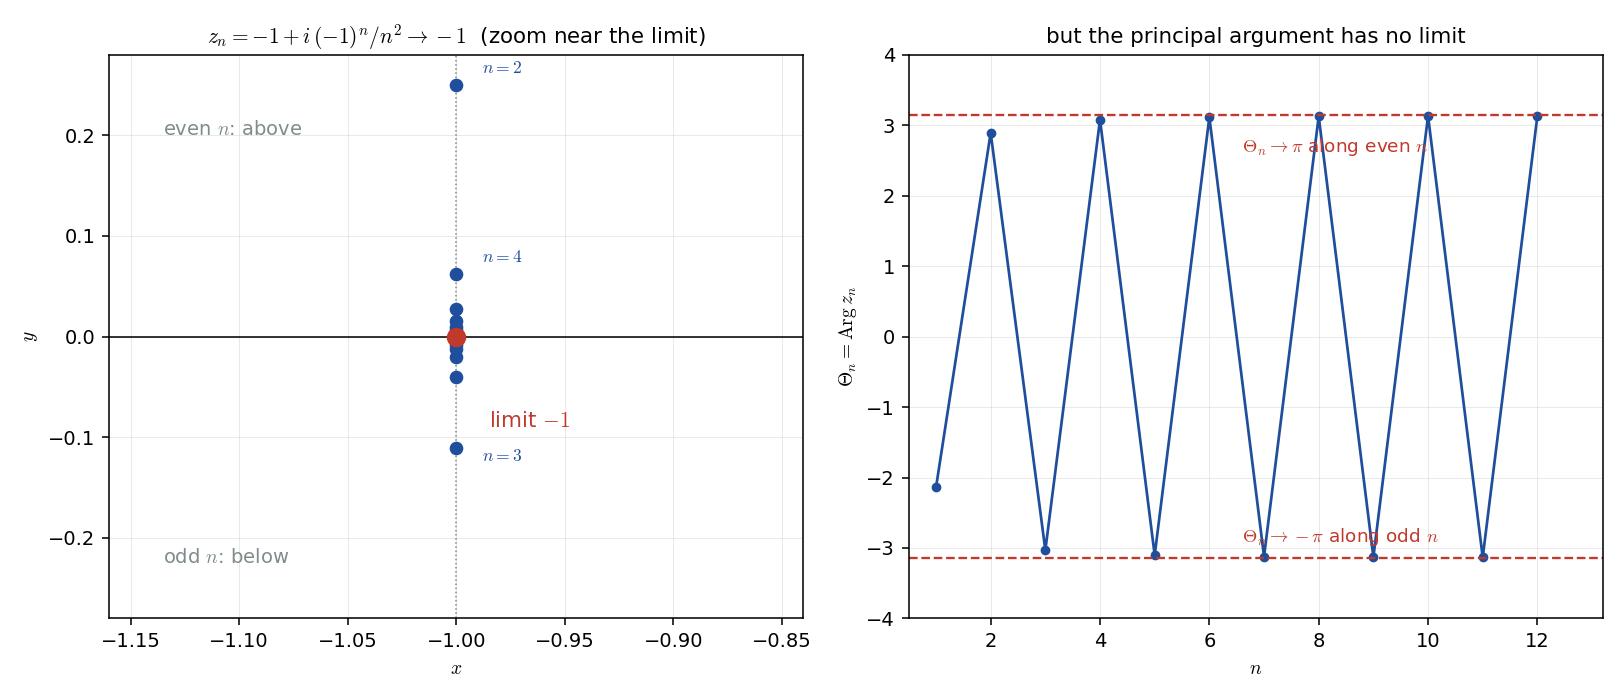 z_n = −1 + i (−1)^n/n^2 → −1 (zoom near the limit)
n = 2
even n: above
n = 4
limit −1
n = 3
odd n: below
0.2
0.1
0.0
−0.1
−0.2
y
−1.15 −1.10 −1.05 −1.00 −0.95 −0.90 −0.85
x
but the principal argument has no limit
4
3
2
1
0
−1
−2
−3
−4
Θ_n = Arg z_n
Θ_n → π along even n
Θ_n → −π along odd n
2 4 6 8 10 12
n